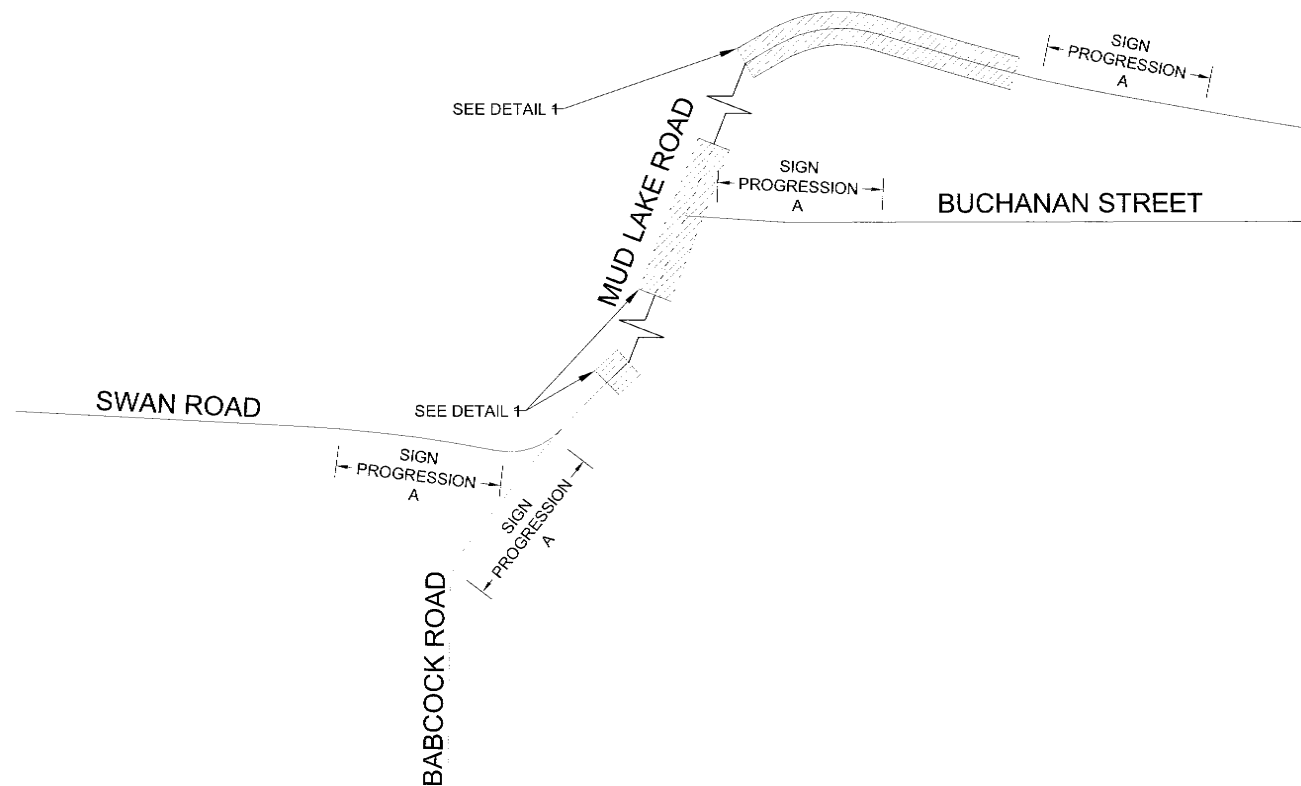 SIGN
PROGRESSION
A
SEE DETAIL 1
MUD LAKE ROAD
SIGN
PROGRESSION
A
BUCHANAN STREET
SWAN ROAD
SEE DETAIL 1
SIGN
PROGRESSION
A
SIGN
PROGRESSION
A
BABCOCK ROAD